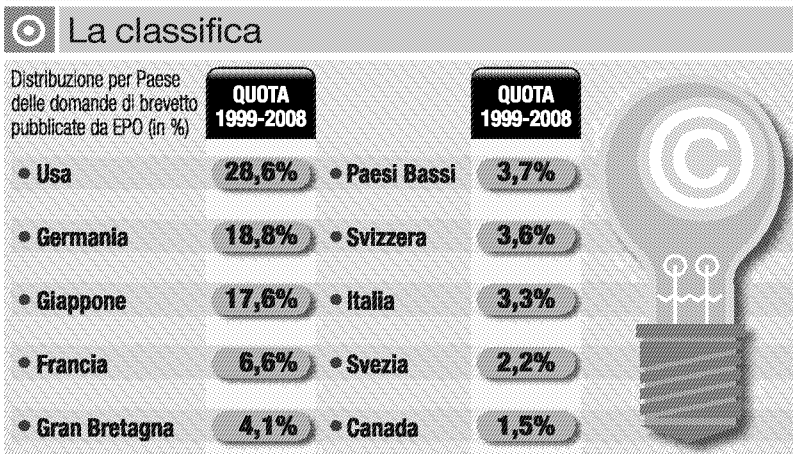 La classifica
Distribuzione per Paese
delle domande di brevetto
pubblicate da EPO (in %)
QUOTA
1999-2008
QUOTA
1999-2008
• Usa 28,6% • Paesi Bassi 3,7%
• Germania 18,8% • Svizzera 3,6%
• Giappone 17,6% • Italia 3,3%
• Francia 6,6% • Svezia 2,2%
• Gran Bretagna 4,1% • Canada 1,5%
C